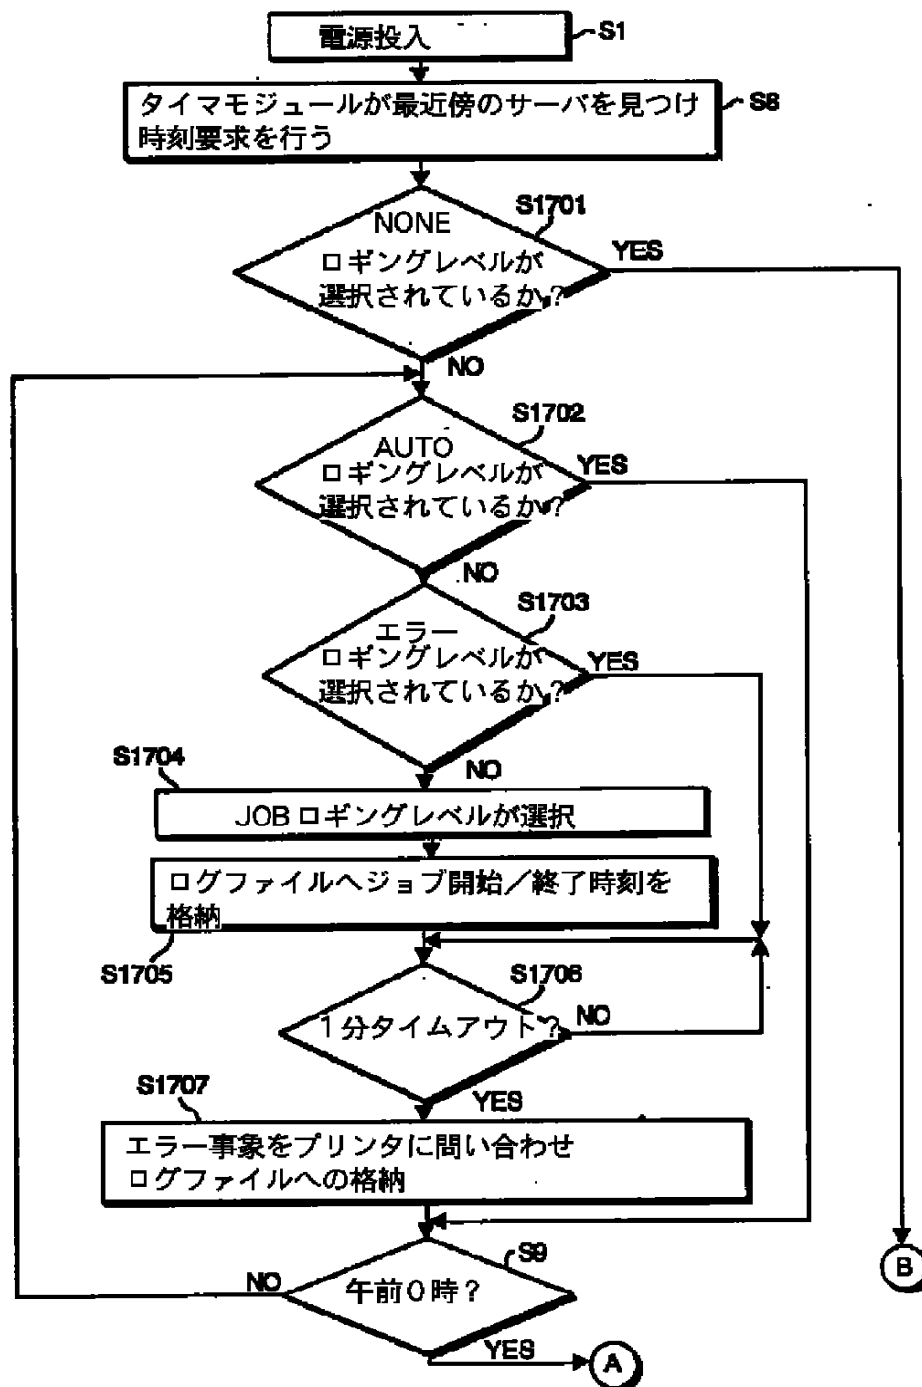 電源投入
S1
タイマモジュールが最近傍のサーバを見つけ
時刻要求を行う
S8
S1701
NONE
ロギングレベルが
選択されているか?
YES
NO
S1702
AUTO
ロギングレベルが
選択されているか?
YES
NO
S1703
エラー
ロギングレベルが
選択されているか?
YES
NO
S1704
JOB ロギングレベルが選択
ログファイルへジョブ開始/終了時刻を
格納
S1705
S1706
1分タイムアウト?
NO
YES
S1707
エラー事象をプリンタに問い合わせ
ログファイルへの格納
S9
午前0時?
NO
YES
A
B